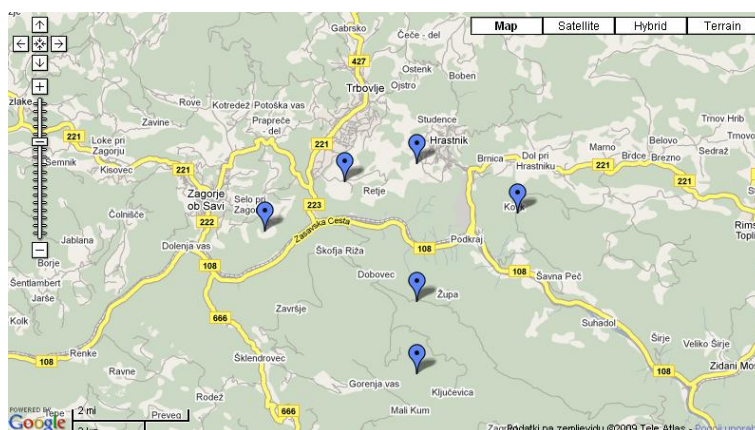 Map
Satellite
Hybrid
Terrain
Gabrsko
Čeče - del
427
Ostenk
Boben
Ojstro
Trbovlje
Rove
Kotredež
Potoška vas
Zavine
Prapreče
- del
Studence
Hrastnik
Trnov Hrib
221
Loke pri
Zagorju
221
Marno
Belovo
Sedraž
Semnik
Kisovec
221
Brnica
Dol pri
Hrastniku
Brdce
Brezno
221
Retje
221
Zagorje
ob Savi
Selo pri
Zagorju
223
Kovk
Čolnišče
222
Zasavska Cesta
Jablana
Dolenja vas
Podkraj
108
Škofja Riža
108
Borje
108
Šentlambert
Dobovec
Šavna Peč
Jarše
Župa
Kolk
Završje
666
Suhadol
Širje
Veliko Širje
108
Renke
Šklendrovec
108
Ravne
Gorenja vas
Rodež
Ključevica
666
Mali Kum
Preveg
POWERED BY
Google
2 mi
Podatki na zemljevidu ©2009 Tele Atlas -